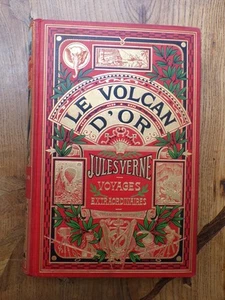 LE VOLCAN
D'OR
JULES VERNE
VOYAGES
EXTRAORDINAIRES